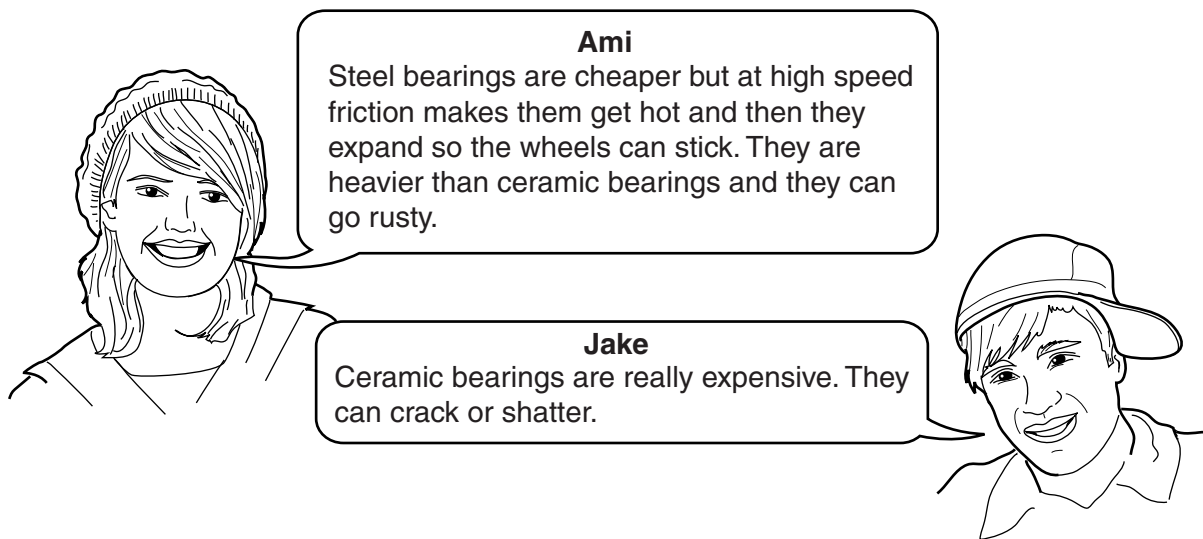 Ami
Steel bearings are cheaper but at high speed
friction makes them get hot and then they
expand so the wheels can stick. They are
heavier than ceramic bearings and they can
go rusty.
Jake
Ceramic bearings are really expensive. They
can crack or shatter.